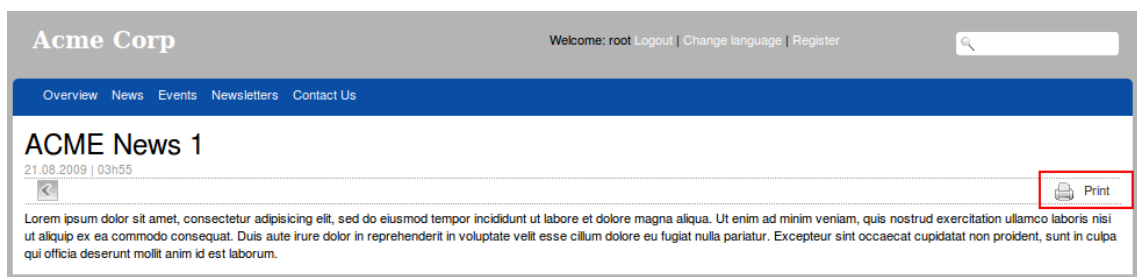 Acme Corp
Welcome: root Logout | Change language | Register
Overview News Events Newsletters Contact Us
ACME News 1
21.08.2009 | 03h55
Print
Lorem ipsum dolor sit amet, consectetur adipisicing elit, sed do eiusmod tempor incididunt ut labore et dolore magna aliqua. Ut enim ad minim veniam, quis nostrud exercitation ullamco laboris nisi
ut aliquip ex ea commodo consequat. Duis aute irure dolor in reprehenderit in voluptate velit esse cillum dolore eu fugiat nulla pariatur. Excepteur sint occaecat cupidatat non proident, sunt in culpa
qui officia deserunt mollit anim id est laborum.